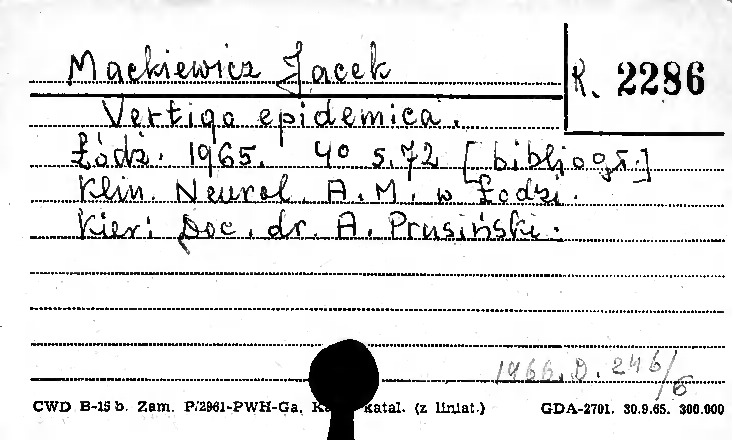 Mackiewicz Jacek
R. 2286
Vertigo epidemica.
Łódź. 1965. 4o s. 72 [bibliogr.]
Klin. Neurol. A.M. w Łodzi.
Kier: Doc. dr. A. Prusiński.
1966. D. 246/6
CWD B-15 b. Zam. P/2961-PWH-Ga. katal. (z liniat.) GDA-2701. 30.9.65. 300.000